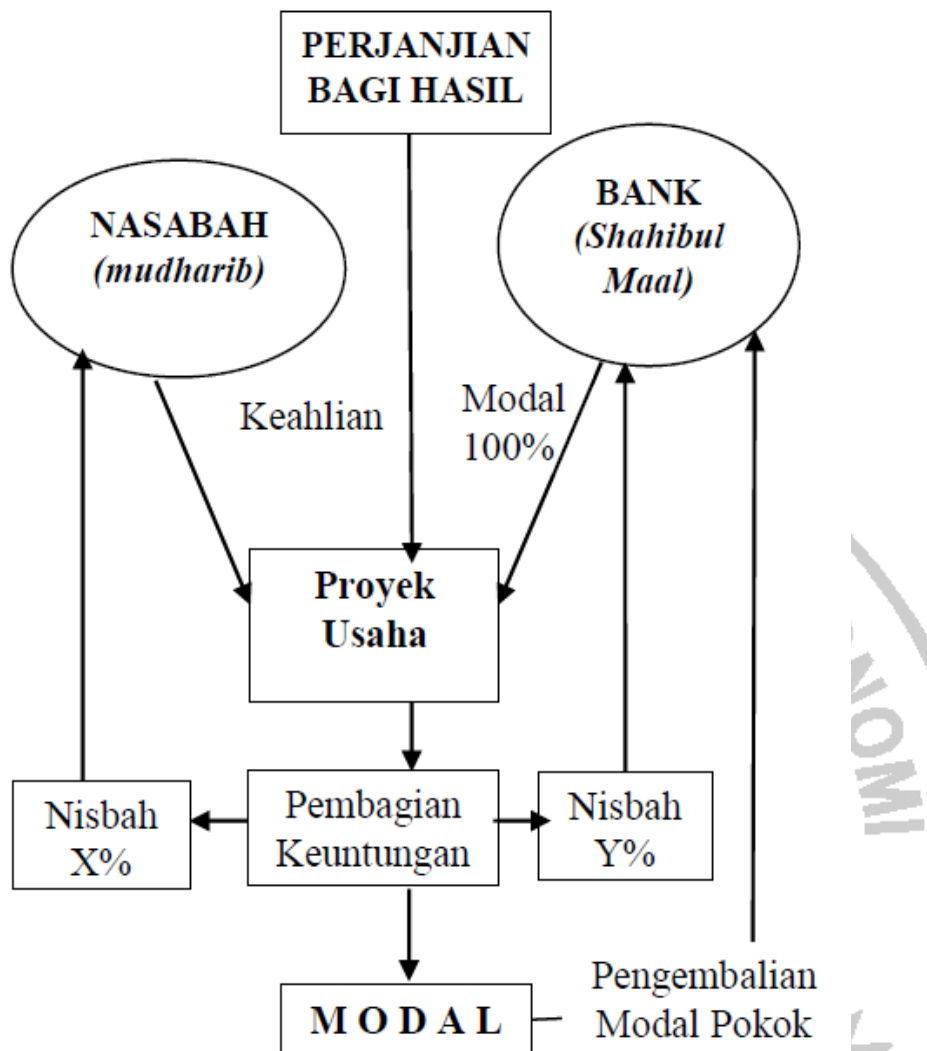 PERJANJIAN
BAGI HASIL
NASABAH
(mudharib)
BANK
(Shahibul
Maal)
Keahlian
Modal
100%
Proyek
Usaha
Nisbah
X%
Pembagian
Keuntungan
Nisbah
Y%
M O D A L
Pengembalian
Modal Pokok
NOMI